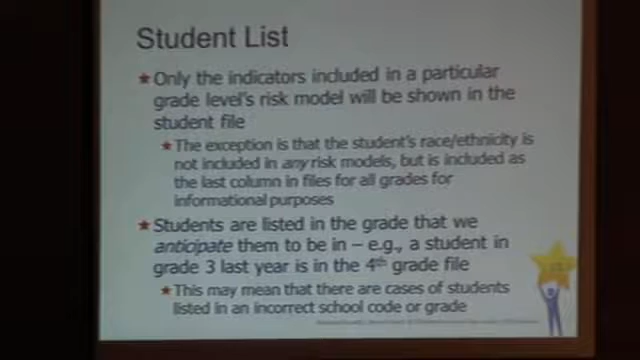 Student List
★ Only the indicators included in a particular
grade level's risk model will be shown in the
student file
★ The exception is that the student's race/ethnicity is
not included in any risk models, but is included as
the last column in files for all grades for
informational purposes
★ Students are listed in the grade that we
anticipate them to be in – e.g., a student in
grade 3 last year is in the 4th grade file
★ This may mean that there are cases of students
listed in an incorrect school code or grade